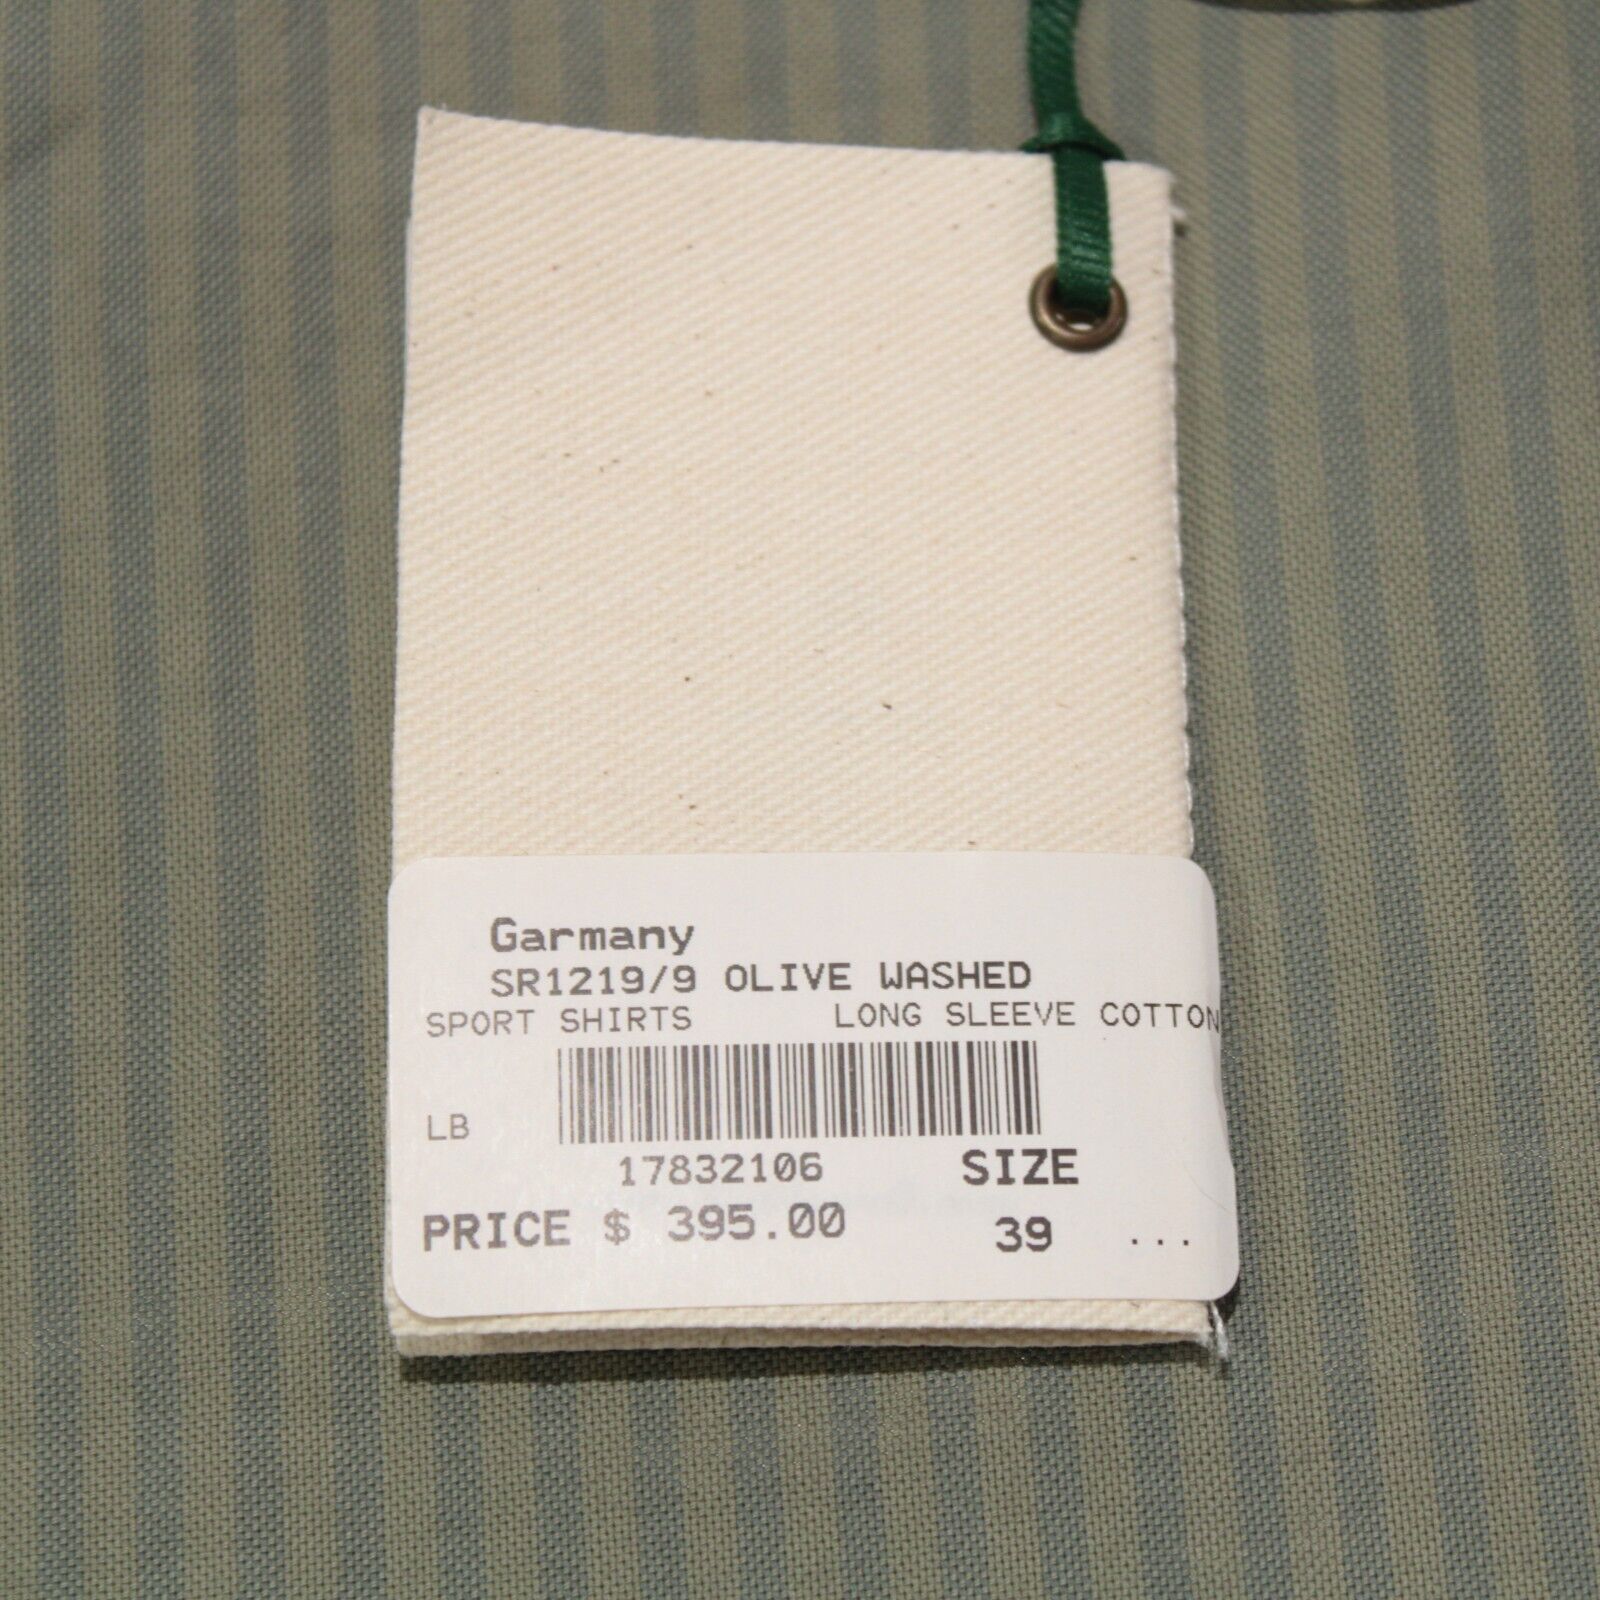 Garmany
SR1219/9 OLIVE WASHED
SPORT SHIRTS LONG SLEEVE COTTON
LB
17832106 SIZE
PRICE $ 395.00 39 ...